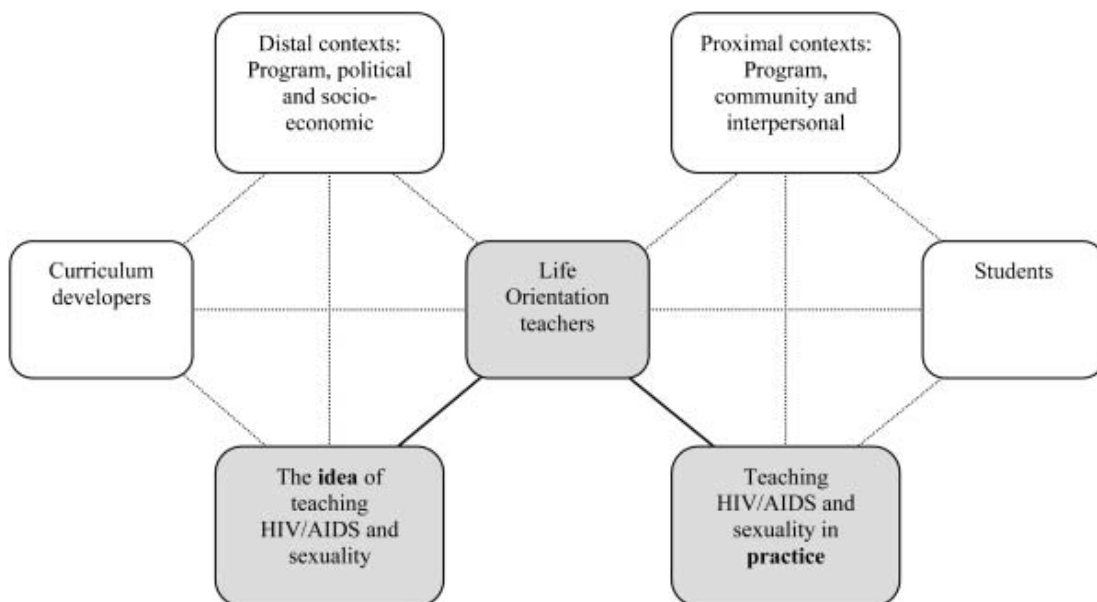 Distal contexts:
Program, political
and socio-
economic
Proximal contexts:
Program,
community and
interpersonal
Curriculum
developers
Life
Orientation
teachers
Students
The idea of
teaching
HIV/AIDS and
sexuality
Teaching
HIV/AIDS and
sexuality in
practice